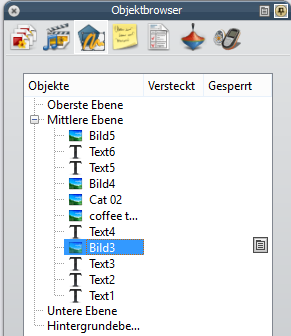 Objektbrowser
Objekte Versteckt Gesperrt
Oberste Ebene
Mittlere Ebene
Bild5
Text6
Text5
Bild4
Cat 02
coffee t...
Text4
Bild3
Text3
Text2
Text1
Untere Ebene
Hintergrundebe...